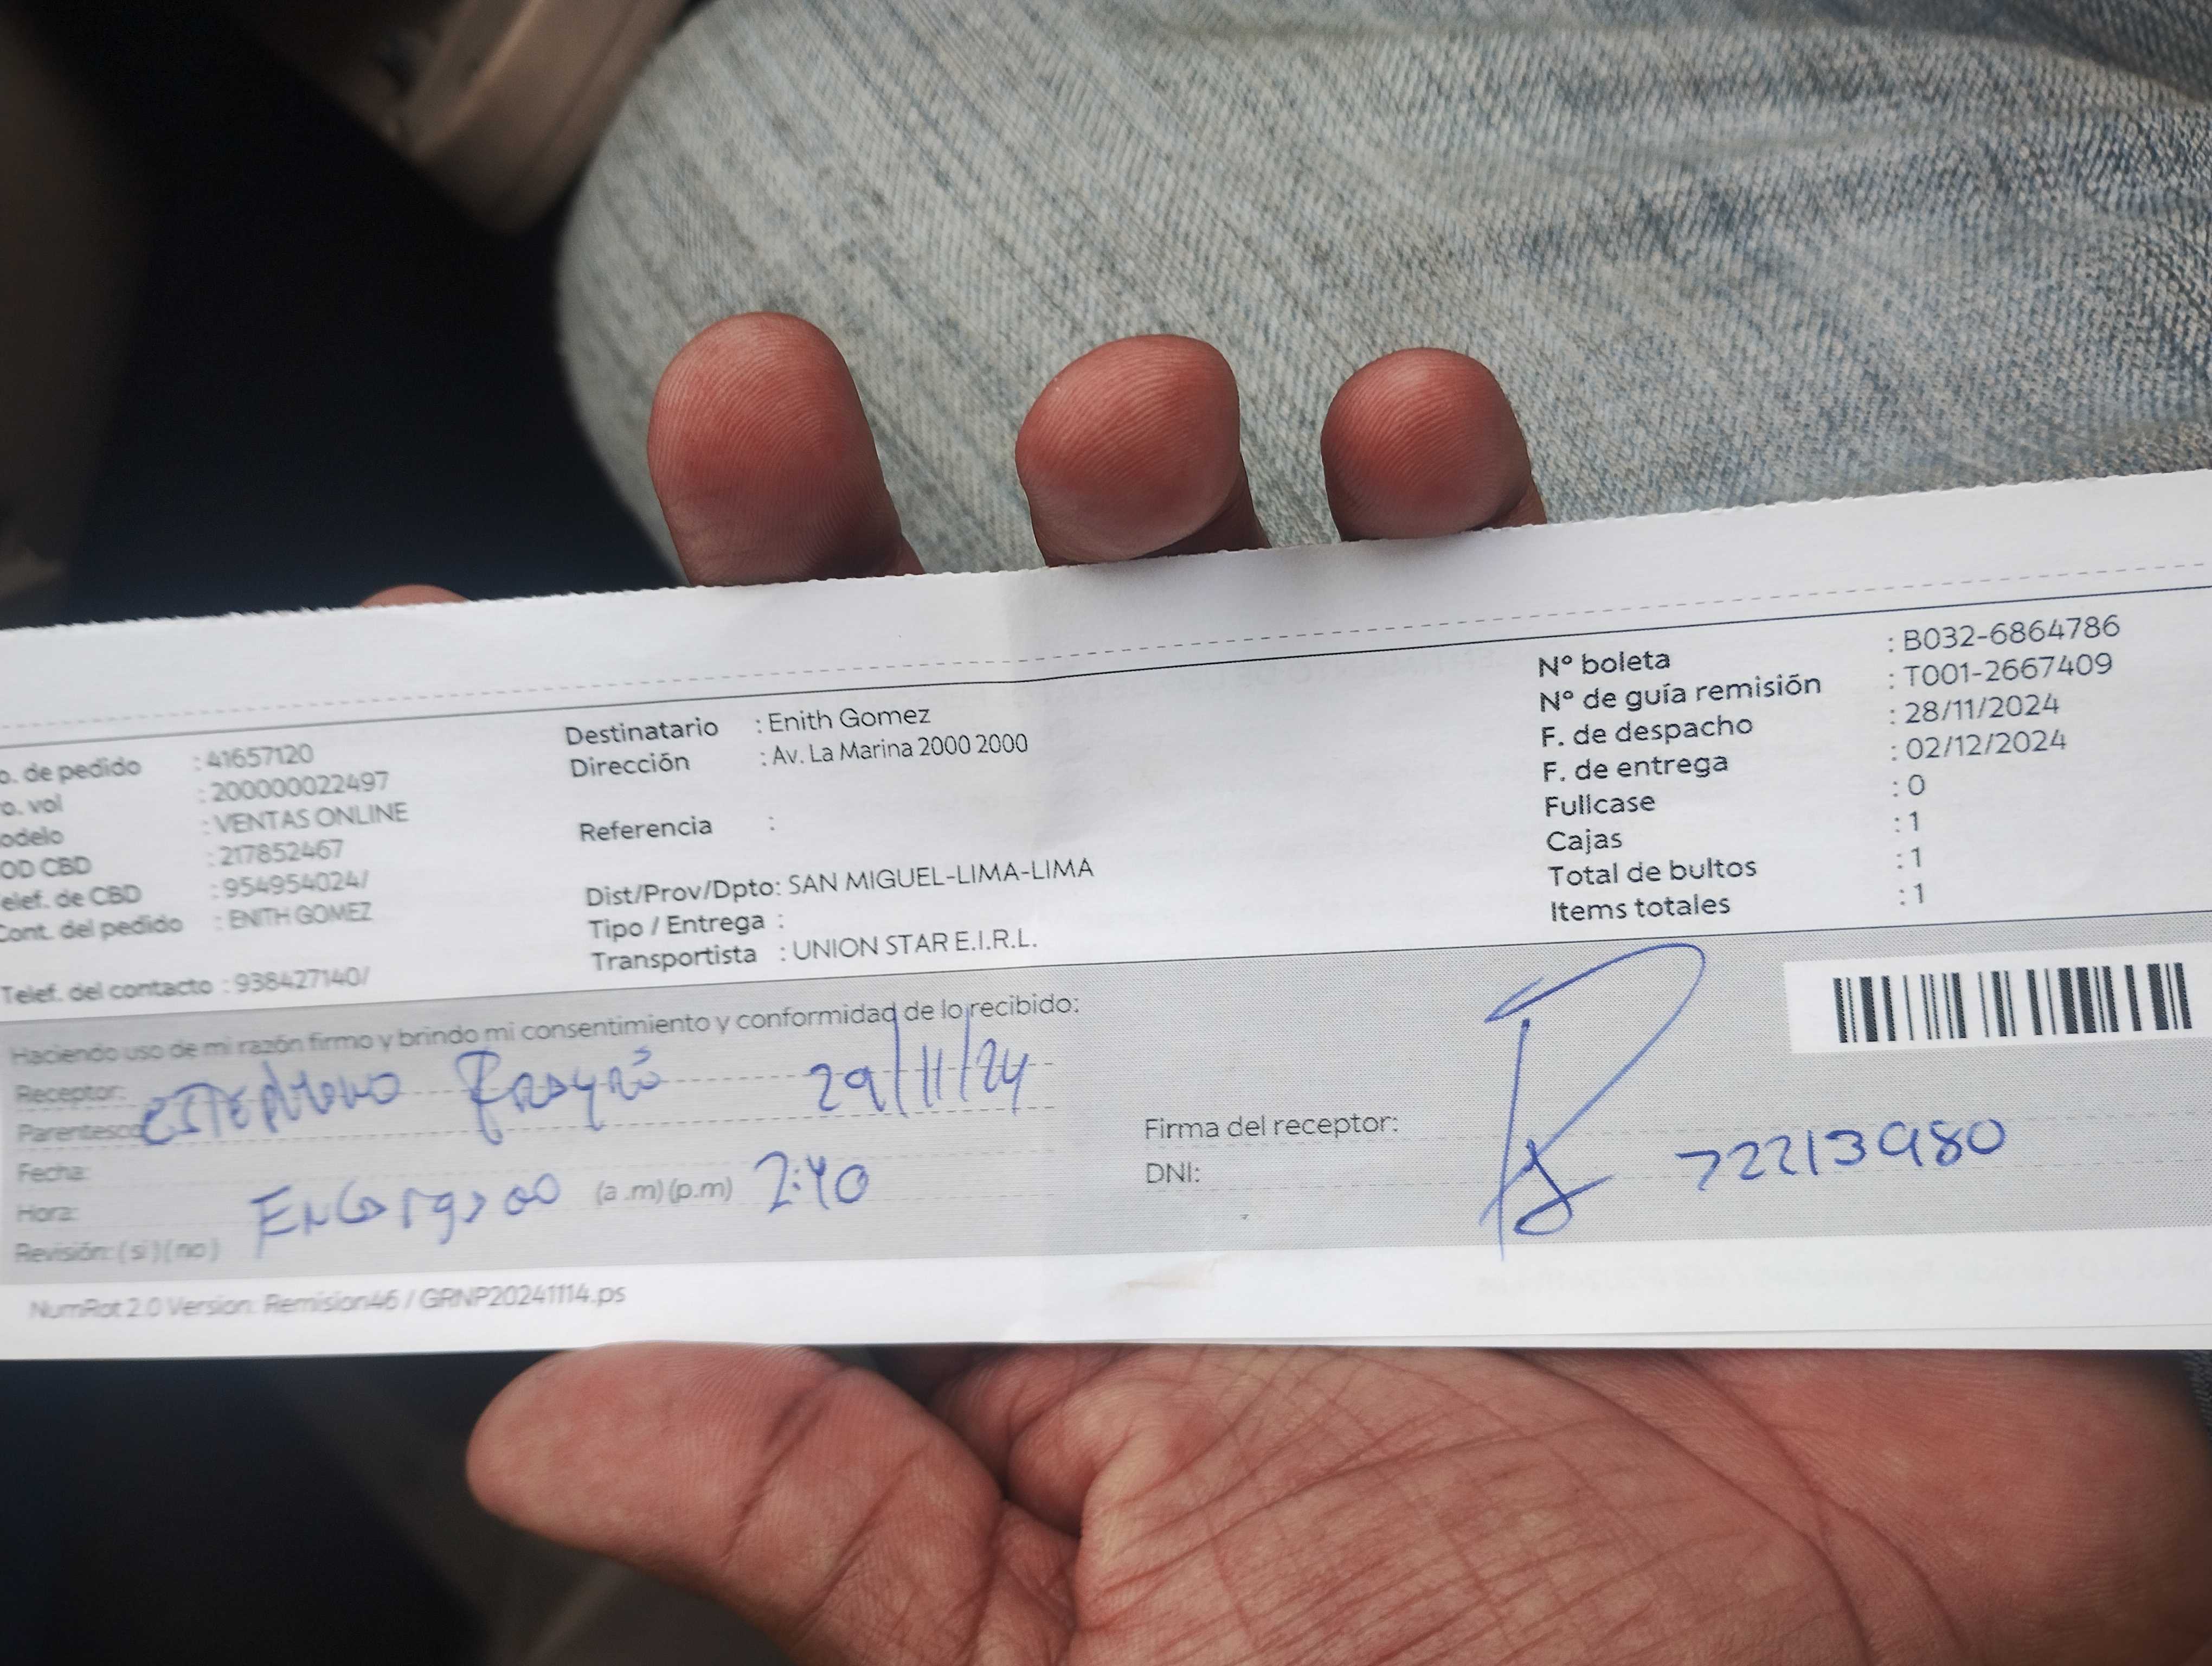 o. de pedido : 41657120
o. vol : 200000022497
odelo : VENTAS ONLINE
OD CBD : 217852467
elef. de CBD : 954954024/
Cont. del pedido : ENITH GOMEZ
Telef. del contacto : 938427140/
Destinatario : Enith Gomez
Dirección : Av. La Marina 2000 2000
Referencia :
Dist/Prov/Dpto: SAN MIGUEL-LIMA-LIMA
Tipo / Entrega :
Transportista : UNION STAR E.I.R.L.
Nº boleta : B032-6864786
Nº de guía remisión : T001-2667409
F. de despacho : 28/11/2024
F. de entrega : 02/12/2024
Fullcase : 0
Cajas : 1
Total de bultos : 1
Items totales : 1
Haciendo uso de mi razón firmo y brindo mi consentimiento y conformidad de lo recibido:
Receptor:
Parentesco
29/11/24
Fecha:
Hora: (a .m) (p.m) 2:40
Encargado
Revisión: ( si ) ( no )
Firma del receptor:
DNI: 72213980
NumRot 2.0 Version: Remision46 / GRNP20241114.ps